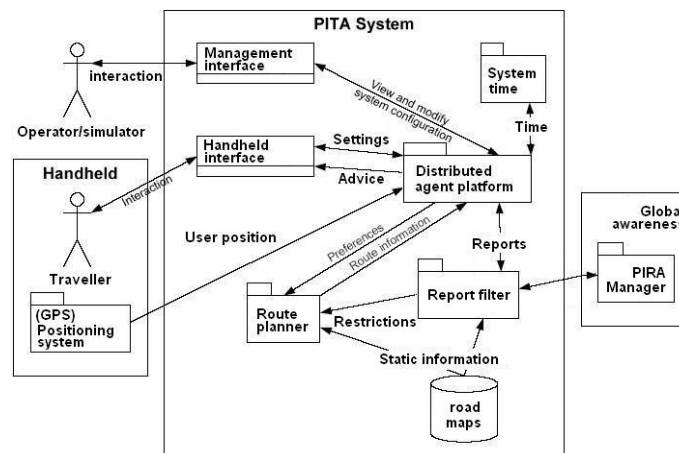 PITA System
Management
interface
interaction
Operator/simulator
View and modify
system configuration
System
time
Time
Handheld
Handheld
interface
Settings
Advice
Distributed
agent platform
Interaction
Traveller
User position
Preferences
Route information
Reports
Global
awareness
PIRA
Manager
(GPS)
Positioning
system
Route
planner
Restrictions
Report filter
Static information
road
maps